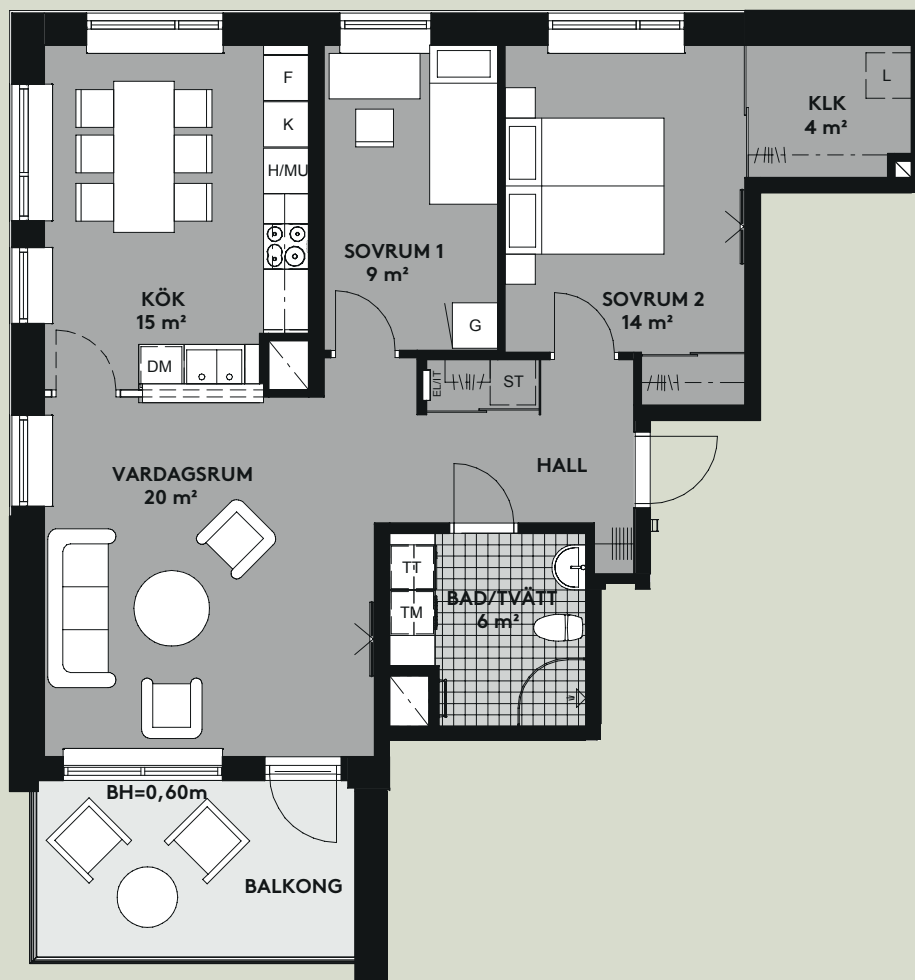 F
K
H/MU
L
KLK
4 m²
SOVRUM 1
9 m²
KÖK
15 m²
SOVRUM 2
14 m²
G
DM
EL/IT
ST
VARDAGSRUM
20 m²
HALL
TT
TM
BAD/TVÄTT
6 m²
BH=0,60m
BALKONG